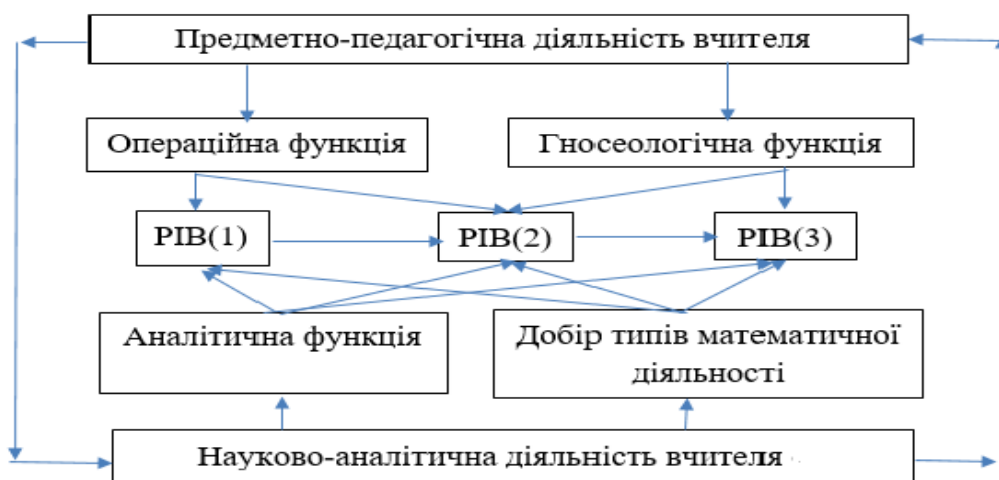 Предметно-педагогічна діяльність вчителя
Операційна функція
Гносеологічна функція
РІВ(1)
РІВ(2)
РІВ(3)
Аналітична функція
Добір типів математичної
діяльності
Науково-аналітична діяльність вчителя